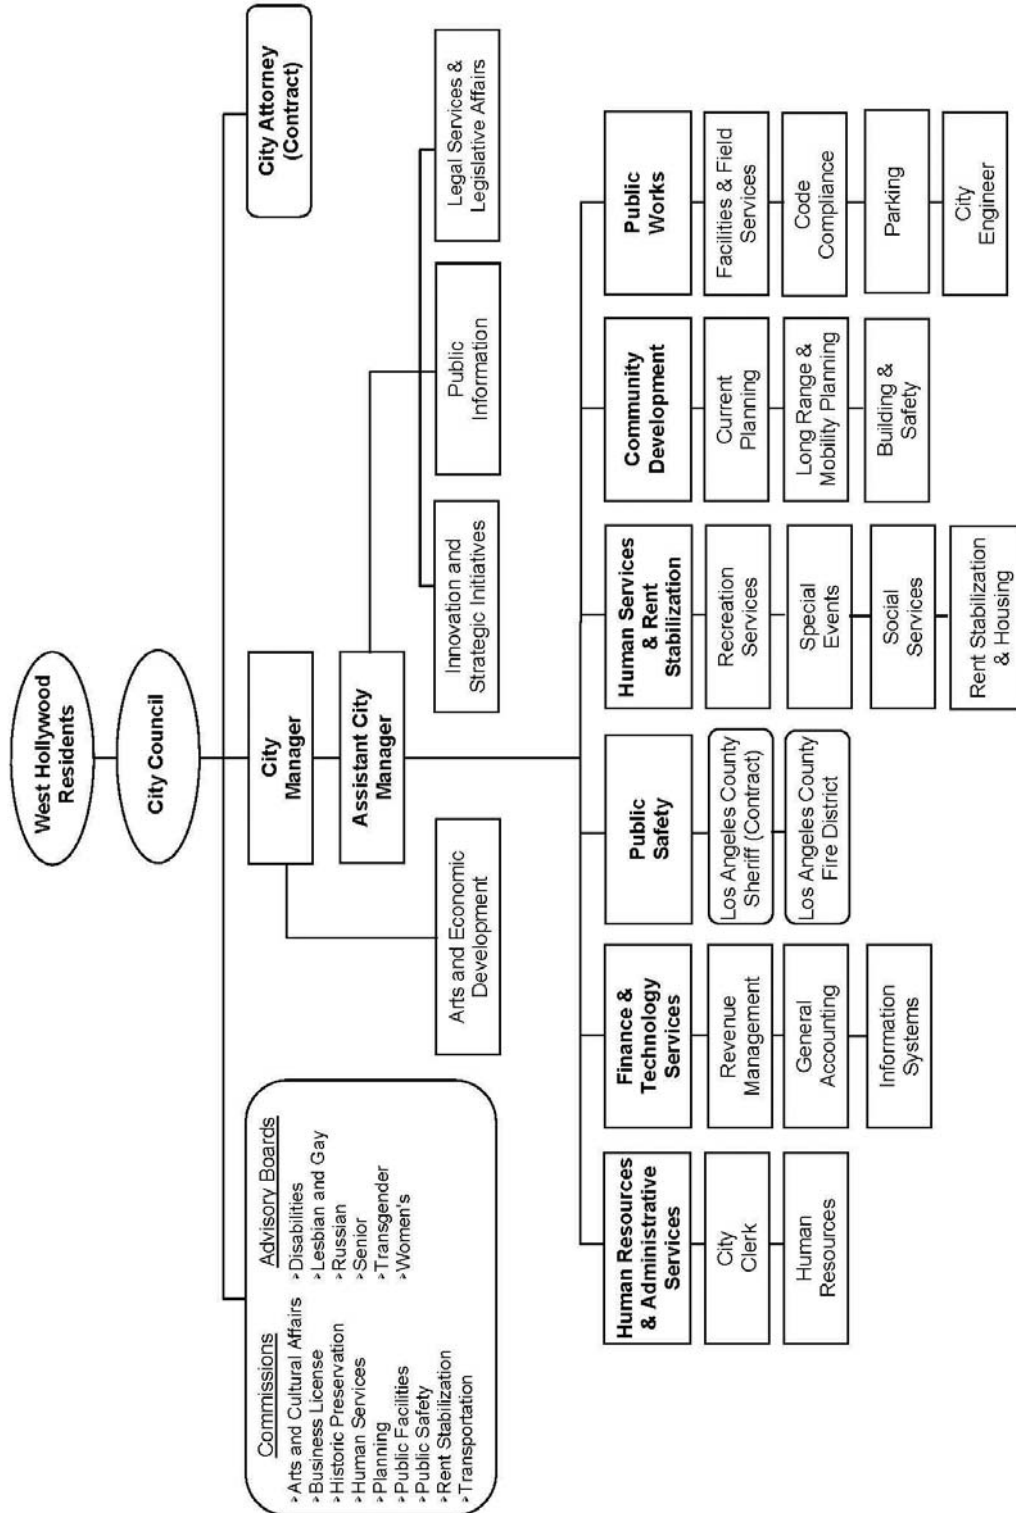 West Hollywood
Residents
City Council
Commissions
Arts and Cultural Affairs
Business License
Historic Preservation
Human Services
Planning
Public Facilities
Public Safety
Rent Stabilization
Transportation
Advisory Boards
Disabilities
Lesbian and Gay
Russian
Senior
Transgender
Women's
City
Manager
City Attorney
(Contract)
Assistant City
Manager
Arts and Economic
Development
Innovation and
Strategic Initiatives
Public
Information
Legal Services &
Legislative Affairs
Human Resources
& Administrative
Services
City
Clerk
Human
Resources
Finance &
Technology
Services
Revenue
Management
General
Accounting
Information
Systems
Public
Safety
Los Angeles County
Sheriff (Contract)
Los Angeles County
Fire District
Human Services
& Rent
Stabilization
Recreation
Services
Special
Events
Social
Services
Rent Stabilization
& Housing
Community
Development
Current
Planning
Long Range &
Mobility Planning
Building &
Safety
Public
Works
Facilities & Field
Services
Code
Compliance
Parking
City
Engineer